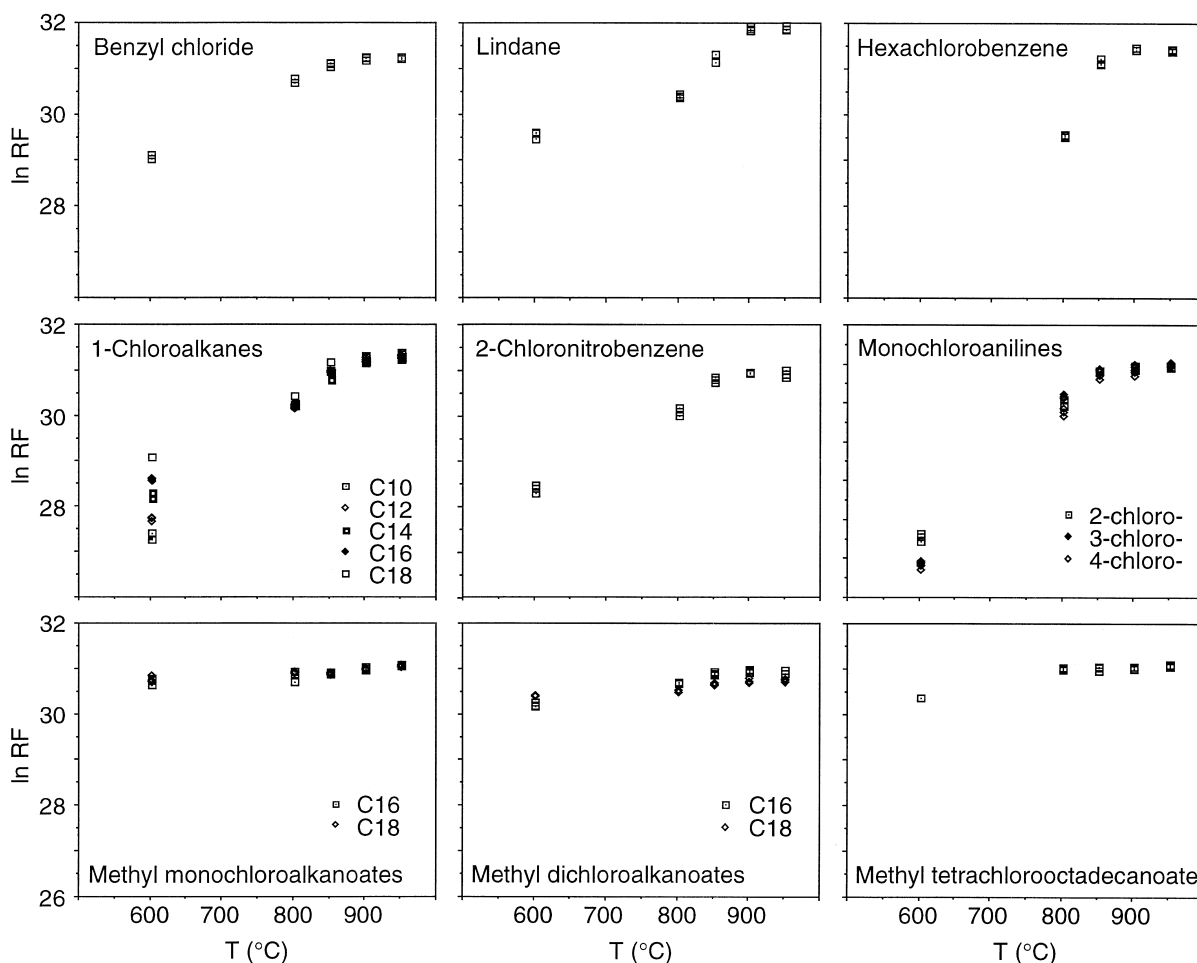 32
30
28
ln RF
Benzyl chloride
Lindane
Hexachlorobenzene
32
30
28
ln RF
1-Chloroalkanes
C10
C12
C14
C16
C18
2-Chloronitrobenzene
Monochloroanilines
2-chloro-
3-chloro-
4-chloro-
32
30
28
26
ln RF
C16
C18
Methyl monochloroalkanoates
C16
C18
Methyl dichloroalkanoates
Methyl tetrachlorooctadecanoate
600 700 800 900
600 700 800 900
600 700 800 900
T (°C)
T (°C)
T (°C)